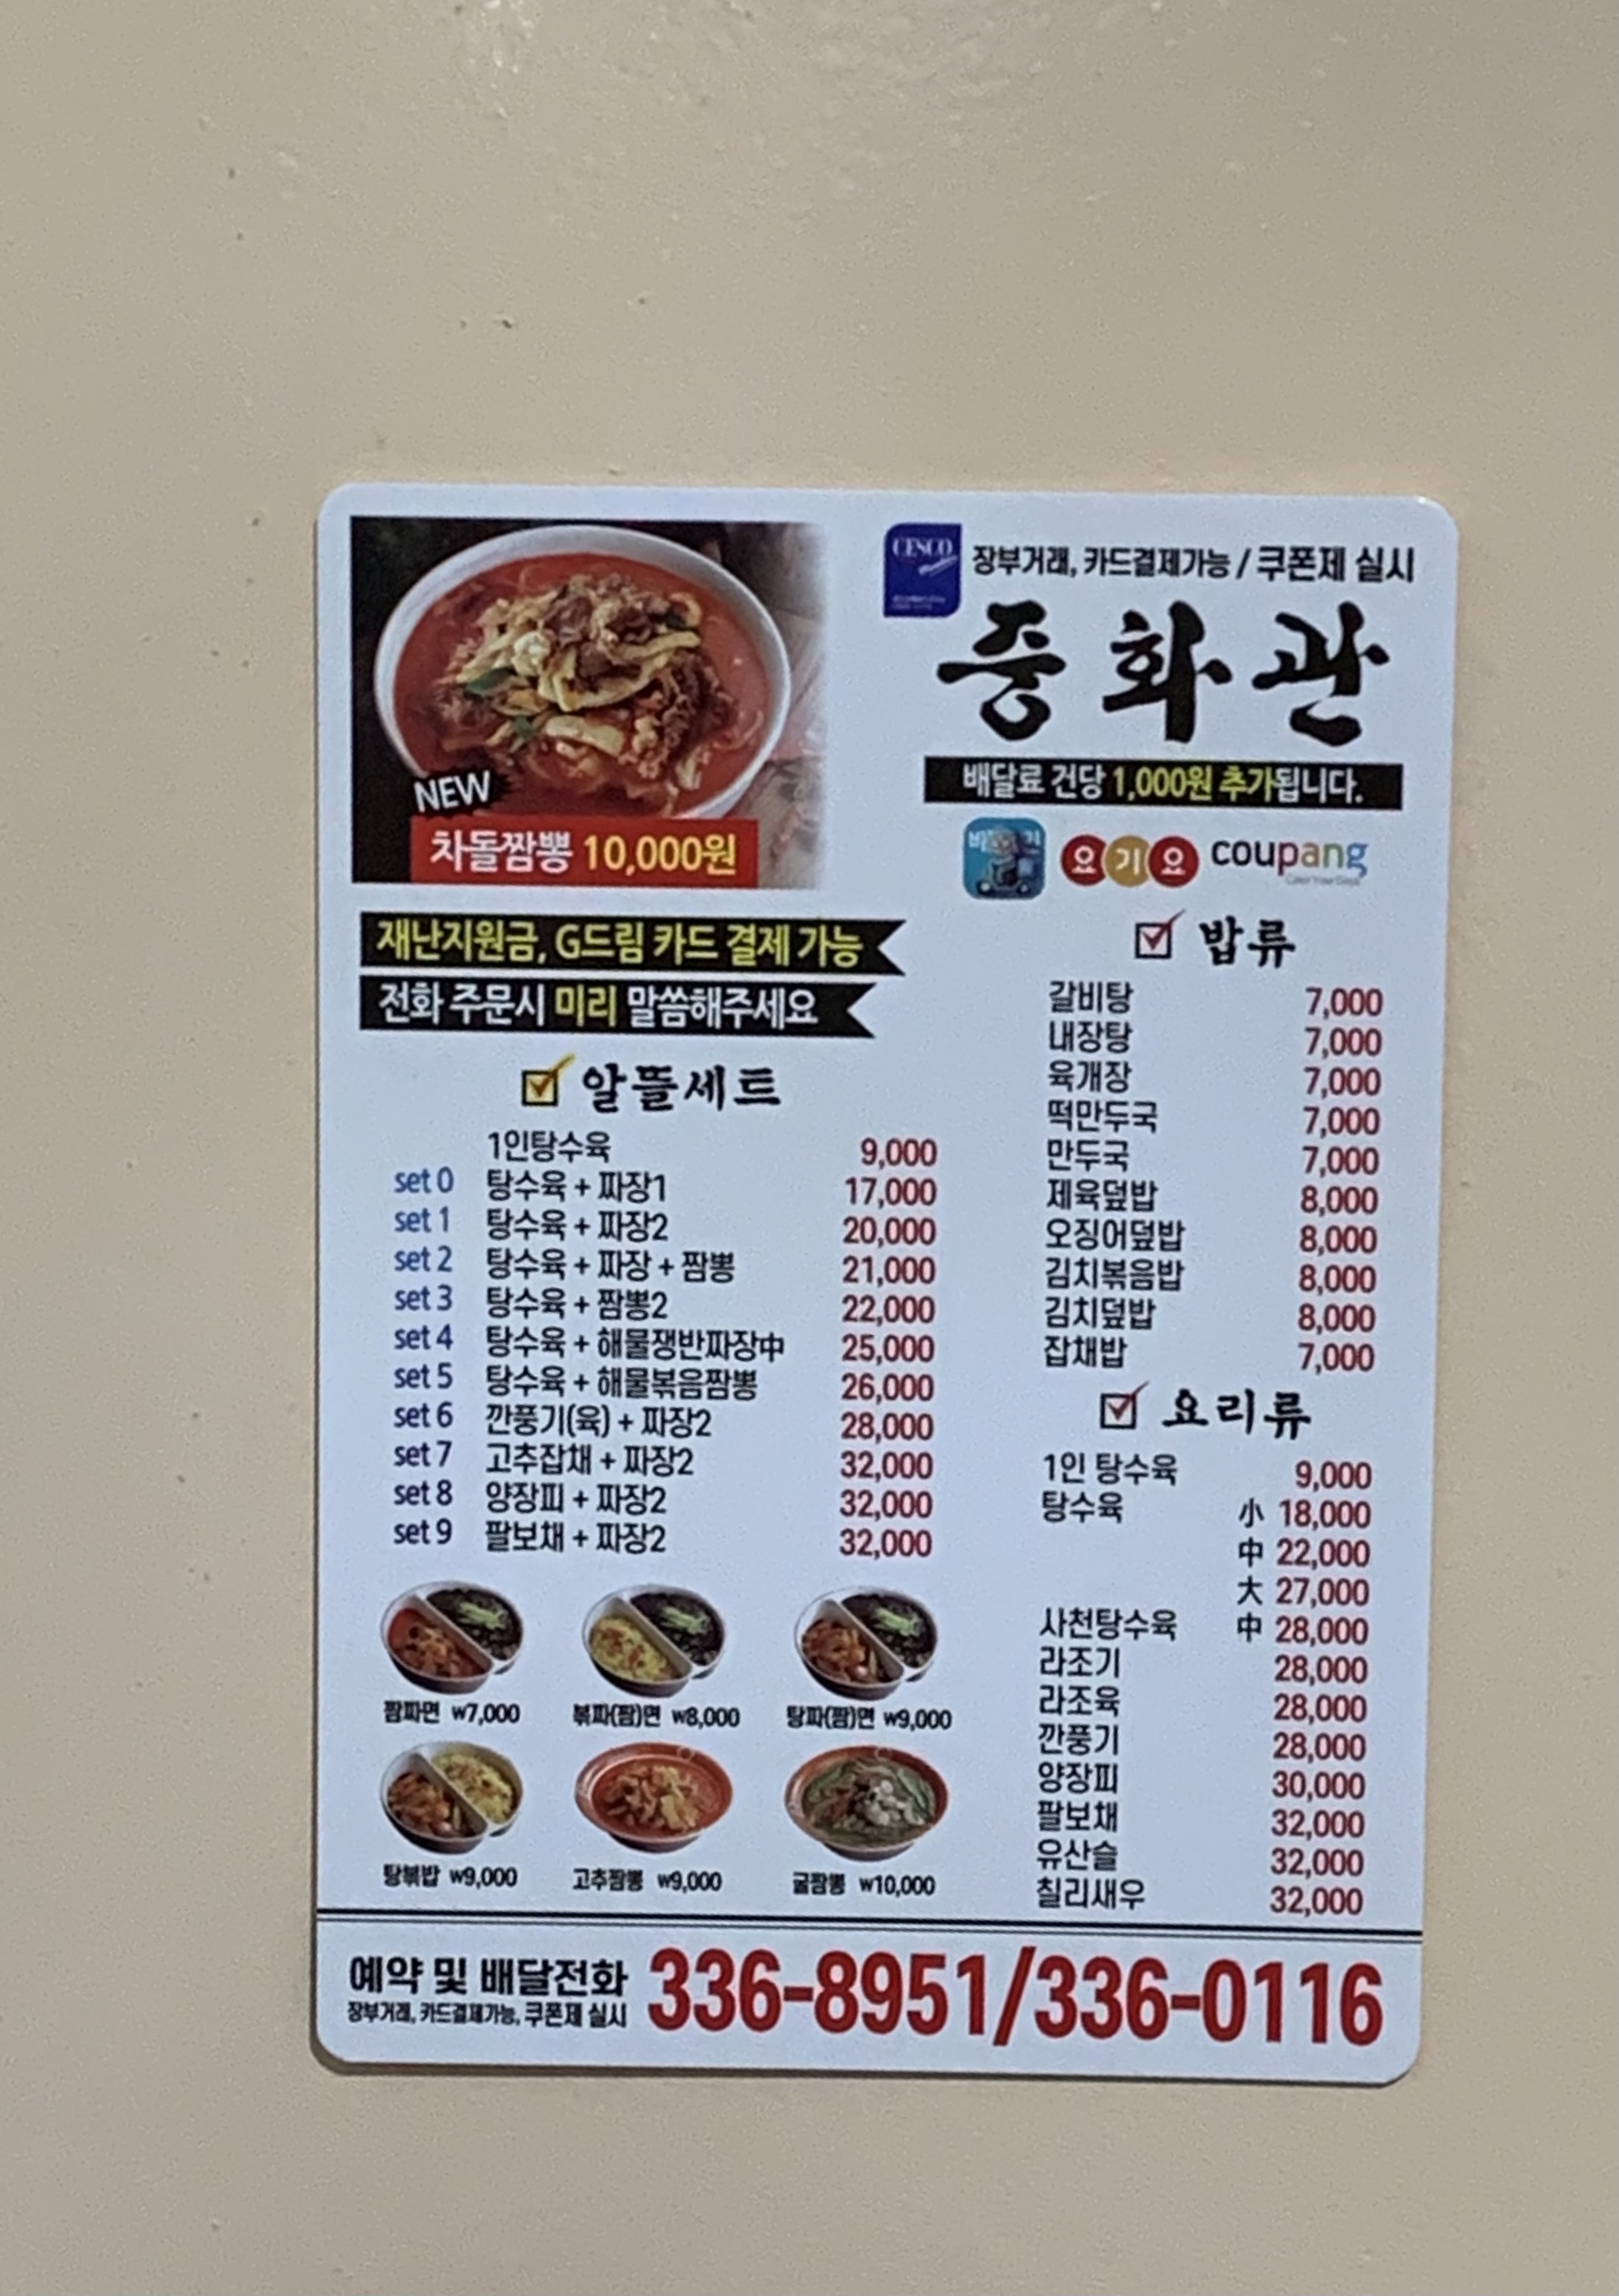 CESCO
장부거래, 카드결제가능 / 쿠폰제 실시
중화관
배달료 건당 1,000원 추가됩니다.
요기요 coupang
NEW
차돌짬뽕 10,000원
재난지원금, G드림 카드 결제 가능
전화 주문시 미리 말씀해주세요
알뜰세트
1인탕수육 9,000
set 0 탕수육 + 짜장1 17,000
set 1 탕수육 + 짜장2 20,000
set 2 탕수육 + 짜장 + 짬뽕 21,000
set 3 탕수육 + 짬뽕2 22,000
set 4 탕수육 + 해물쟁반짜장中 25,000
set 5 탕수육 + 해물볶음짬뽕 26,000
set 6 깐풍기(육) + 짜장2 28,000
set 7 고추잡채 + 짜장2 32,000
set 8 양장피 + 짜장2 32,000
set 9 팔보채 + 짜장2 32,000
짬짜면 ₩7,000 볶짜(짬)면 ₩8,000 탕짜(짬)면 ₩9,000
탕볶밥 ₩9,000 고추짬뽕 ₩9,000 굴짬뽕 ₩10,000
밥류
갈비탕 7,000
내장탕 7,000
육개장 7,000
떡만두국 7,000
만두국 7,000
제육덮밥 8,000
오징어덮밥 8,000
김치볶음밥 8,000
김치덮밥 8,000
잡채밥 7,000
요리류
1인 탕수육 9,000
탕수육 小 18,000
中 22,000
大 27,000
사천탕수육 中 28,000
라조기 28,000
라조육 28,000
깐풍기 28,000
양장피 30,000
팔보채 32,000
유산슬 32,000
칠리새우 32,000
예약 및 배달전화 336-8951/336-0116
장부거래, 카드결제가능, 쿠폰제 실시